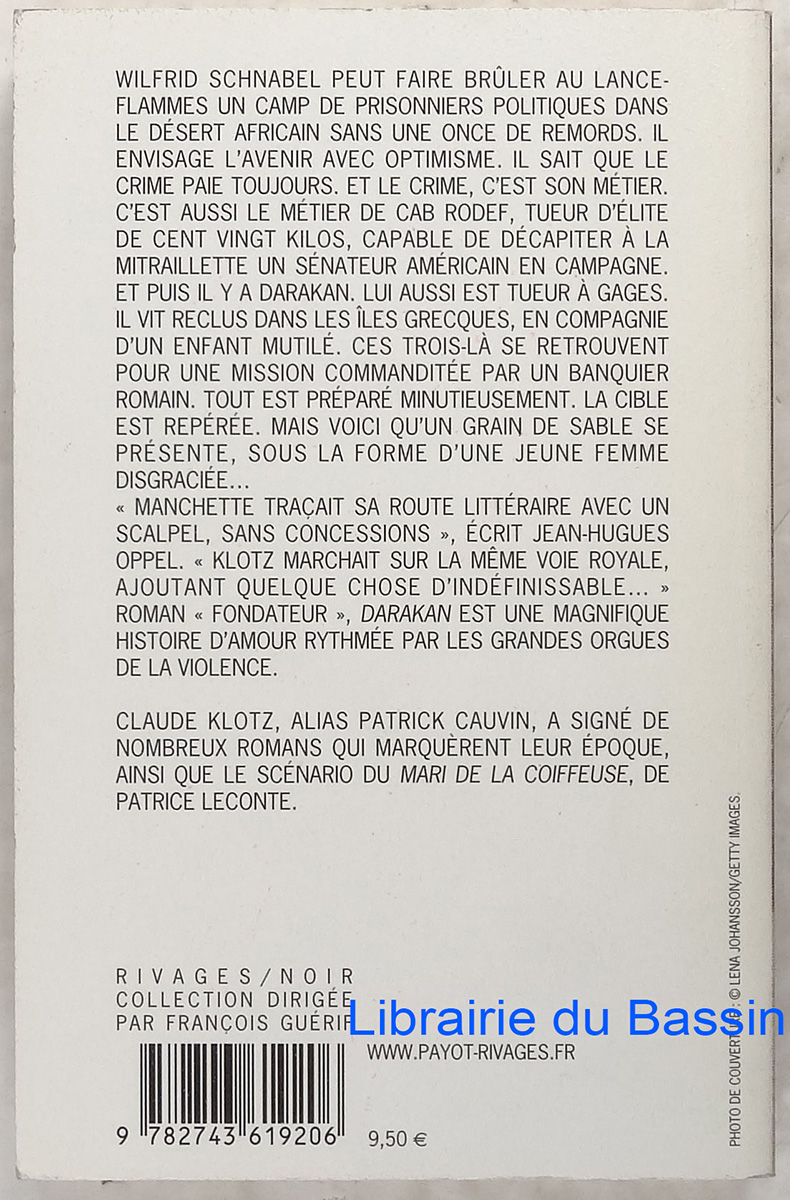 WILFRID SCHNABEL PEUT FAIRE BRÛLER AU LANCE-
FLAMMES UN CAMP DE PRISONNIERS POLITIQUES DANS
LE DÉSERT AFRICAIN SANS UNE ONCE DE REMORDS. IL
ENVISAGE L'AVENIR AVEC OPTIMISME. IL SAIT QUE LE
CRIME PAIE TOUJOURS. ET LE CRIME, C'EST SON MÉTIER.
C'EST AUSSI LE MÉTIER DE CAB RODEF, TUEUR D'ÉLITE
DE CENT VINGT KILOS, CAPABLE DE DÉCAPITER À LA
MITRAILLETTE UN SÉNATEUR AMÉRICAIN EN CAMPAGNE.
ET PUIS IL Y A DARAKAN. LUI AUSSI EST TUEUR À GAGES.
IL VIT RECLUS DANS LES ÎLES GRECQUES, EN COMPAGNIE
D'UN ENFANT MUTILÉ. CES TROIS-LÀ SE RETROUVENT
POUR UNE MISSION COMMANDITÉE PAR UN BANQUIER
ROMAIN. TOUT EST PRÉPARÉ MINUTIEUSEMENT. LA CIBLE
EST REPÉRÉE. MAIS VOICI QU'UN GRAIN DE SABLE SE
PRÉSENTE, SOUS LA FORME D'UNE JEUNE FEMME
DISGRACIÉE...
« MANCHETTE TRAÇAIT SA ROUTE LITTÉRAIRE AVEC UN
SCALPEL, SANS CONCESSIONS », ÉCRIT JEAN-HUGUES
OPPEL. « KLOTZ MARCHAIT SUR LA MÊME VOIE ROYALE,
AJOUTANT QUELQUE CHOSE D'INDÉFINISSABLE... »
ROMAN « FONDATEUR », DARAKAN EST UNE MAGNIFIQUE
HISTOIRE D'AMOUR RYTHMÉE PAR LES GRANDES ORGUES
DE LA VIOLENCE.
CLAUDE KLOTZ, ALIAS PATRICK CAUVIN, A SIGNÉ DE
NOMBREUX ROMANS QUI MARQUÈRENT LEUR ÉPOQUE,
AINSI QUE LE SCÉNARIO DU MARI DE LA COIFFEUSE, DE
PATRICE LECONTE.
RIVAGES/NOIR
COLLECTION DIRIGÉE
PAR FRANÇOIS GUÉRIF
Librairie du Bassin
WWW.PAYOT-RIVAGES.FR
9 782743 619206
9,50 €
PHOTO DE COUVERTURE : © LENA JOHANSSON/GETTY IMAGES.